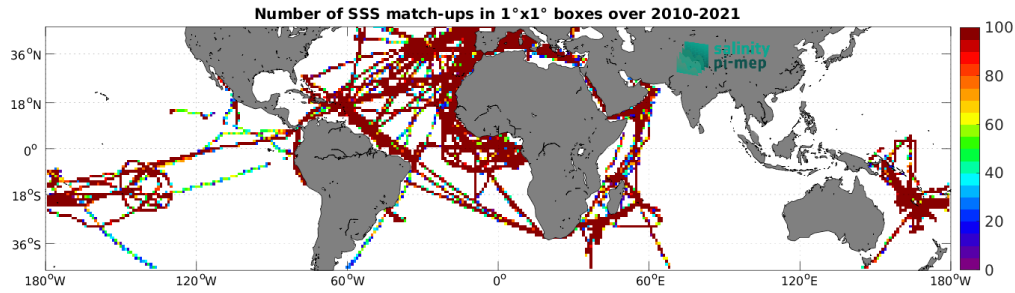 Number of SSS match-ups in 1°x1° boxes over 2010-2021
salinity
pi-mep
36°N
18°N
0°
18°S
36°S
180°W 120°W 60°W 0° 60°E 120°E 180°W
100
80
60
40
20
0